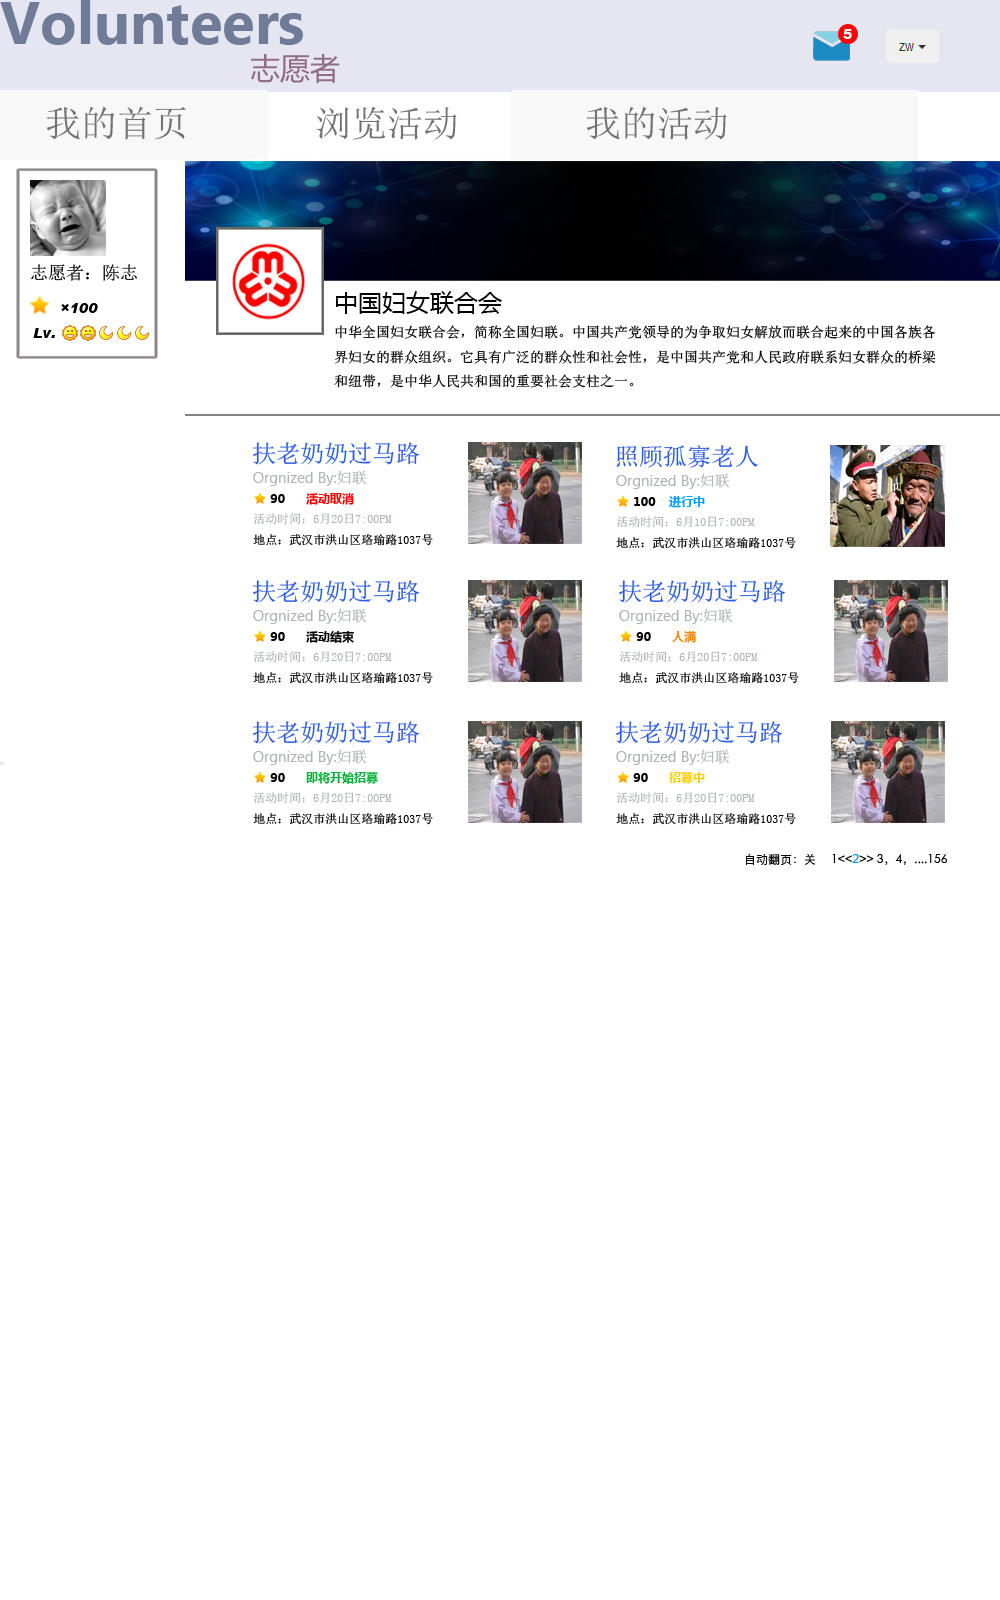 Volunteers
志愿者
5
ZW
我的首页
浏览活动
我的活动
志愿者：陈志
×100
Lv.
中国妇女联合会
中华全国妇女联合会，简称全国妇联。中国共产党领导的为争取妇女解放而联合起来的中国各族各
界妇女的群众组织。它具有广泛的群众性和社会性，是中国共产党和人民政府联系妇女群众的桥梁
和纽带，是中华人民共和国的重要社会支柱之一。
扶老奶奶过马路
Orgnized By:妇联
90 活动取消
活动时间：6月20日7:00PM
地点：武汉市洪山区珞瑜路1037号
照顾孤寡老人
Orgnized By:妇联
100 进行中
活动时间：6月10日7:00PM
地点：武汉市洪山区珞瑜路1037号
扶老奶奶过马路
Orgnized By:妇联
90 活动结束
活动时间：6月20日7:00PM
地点：武汉市洪山区珞瑜路1037号
扶老奶奶过马路
Orgnized By:妇联
90 人满
活动时间：6月20日7:00PM
地点：武汉市洪山区珞瑜路1037号
扶老奶奶过马路
Orgnized By:妇联
90 即将开始招募
活动时间：6月20日7:00PM
地点：武汉市洪山区珞瑜路1037号
扶老奶奶过马路
Orgnized By:妇联
90 招募中
活动时间：6月20日7:00PM
地点：武汉市洪山区珞瑜路1037号
自动翻页：关 1<<2>> 3，4，....156